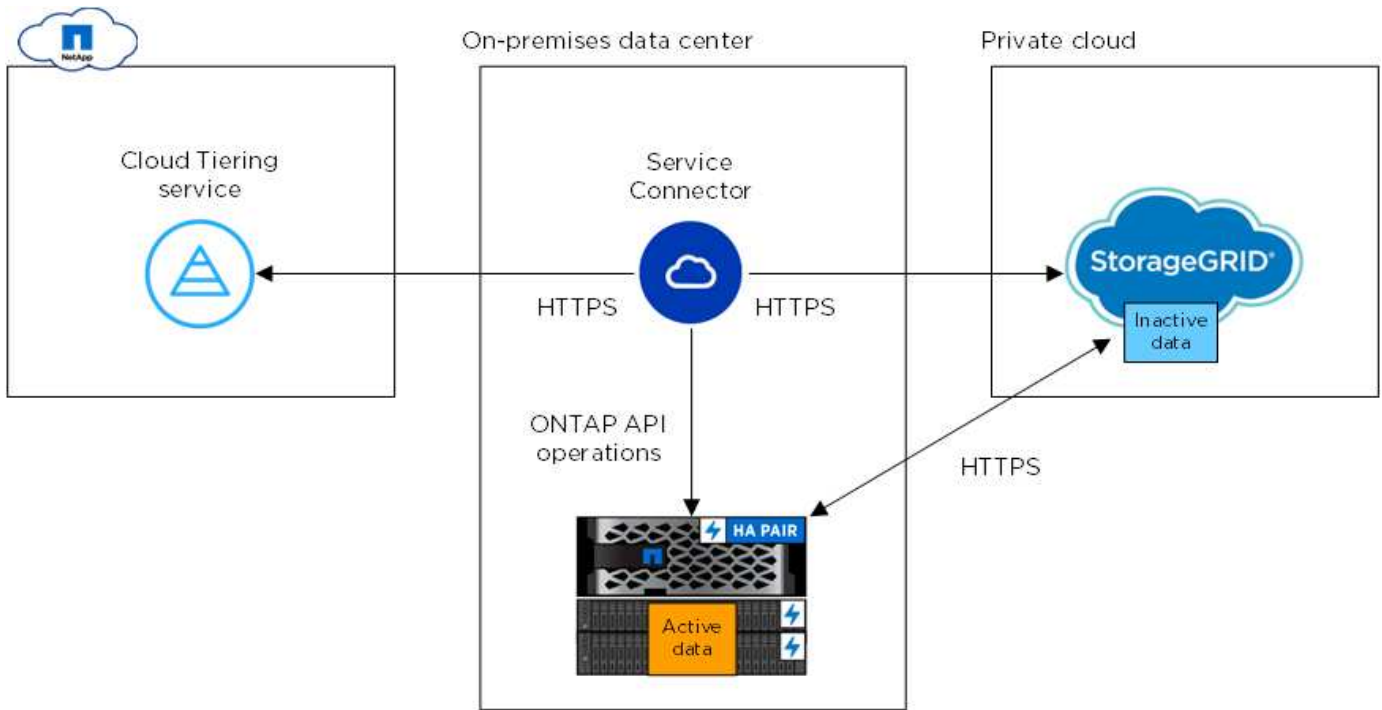 NetApp
On-premises data center
Private cloud
Cloud Tiering
service
Service
Connector
StorageGRID®
Inactive
data
HTTPS
HTTPS
ONTAP API
operations
HTTPS
HA PAIR
Active
data